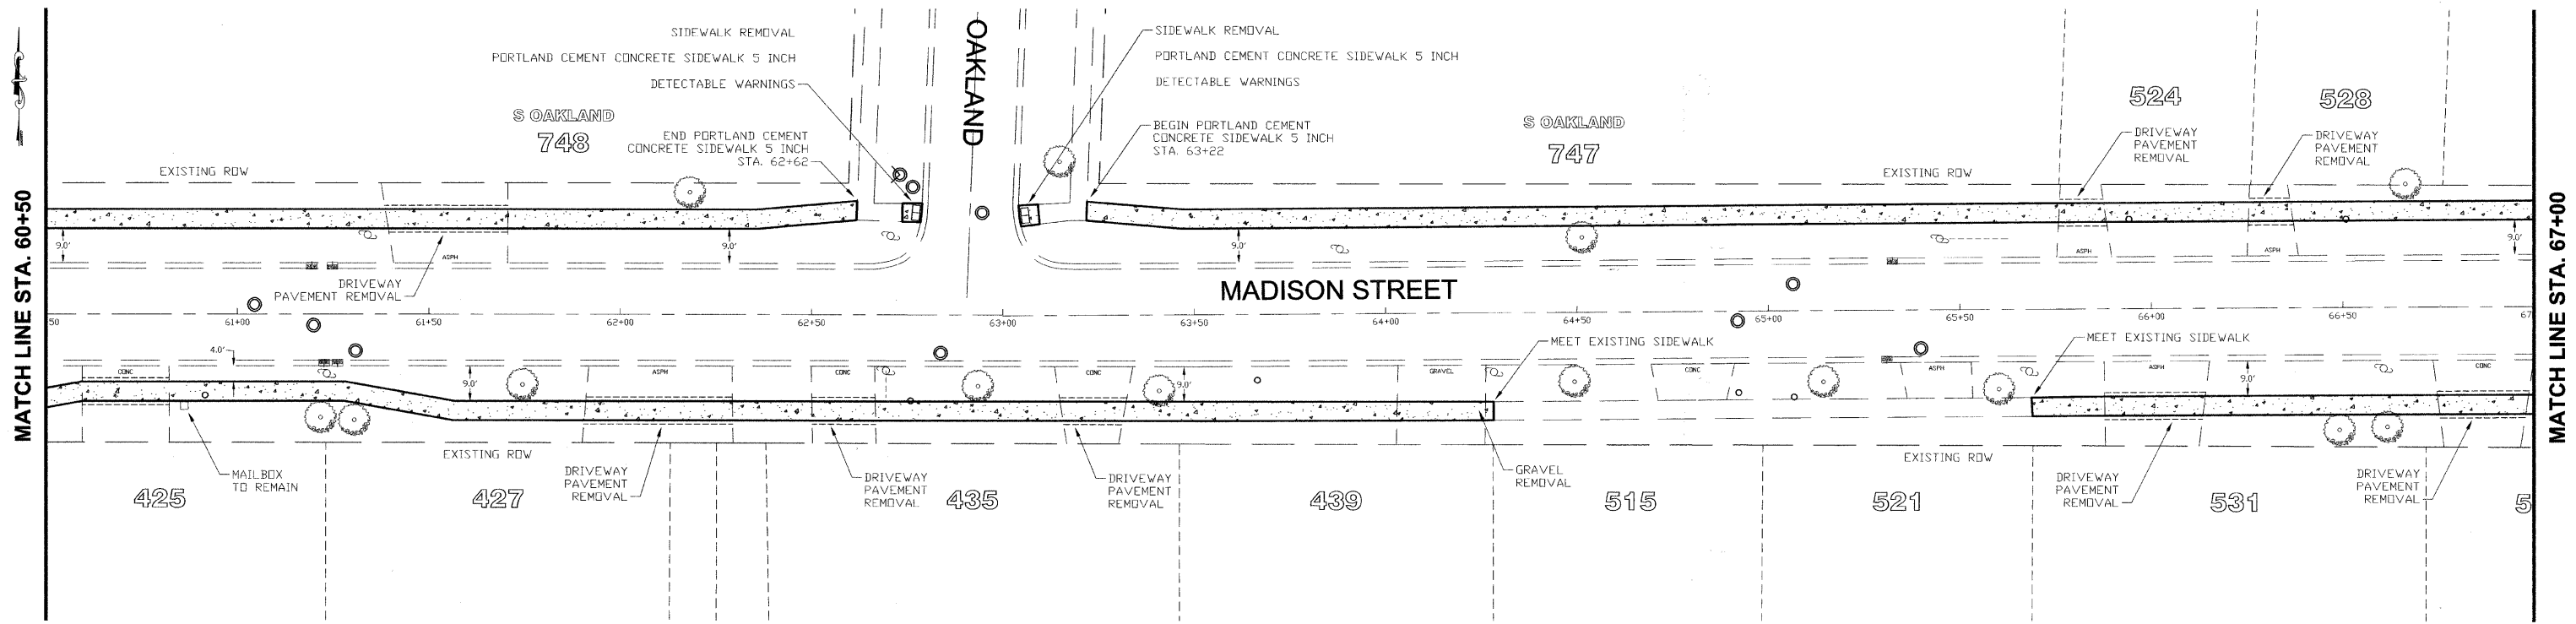 MATCH LINE STA. 60+50
SIDEWALK REMOVAL
PORTLAND CEMENT CONCRETE SIDEWALK 5 INCH
DETECTABLE WARNINGS
S OAKLAND
748
END PORTLAND CEMENT
CONCRETE SIDEWALK 5 INCH
STA. 62+62
EXISTING ROW
OAKLAND
SIDEWALK REMOVAL
PORTLAND CEMENT CONCRETE SIDEWALK 5 INCH
DETECTABLE WARNINGS
BEGIN PORTLAND CEMENT
CONCRETE SIDEWALK 5 INCH
STA. 63+22
S OAKLAND
747
EXISTING ROW
524
DRIVEWAY
PAVEMENT
REMOVAL
528
DRIVEWAY
PAVEMENT
REMOVAL
9.0'
ASPH
9.0'
9.0'
ASPH
ASPH
9.0'
DRIVEWAY
PAVEMENT REMOVAL
MADISON STREET
50
61+00
61+50
62+00
62+50
63+00
63+50
64+00
64+50
65+00
65+50
66+00
66+50
67
MEET EXISTING SIDEWALK
MEET EXISTING SIDEWALK
4.0'
CONC
9.0'
ASPH
CONC
CONC
9.0'
GRAVEL
CONC
ASPH
ASPH
9.0'
CONC
EXISTING ROW
EXISTING ROW
MAILBOX
TO REMAIN
DRIVEWAY
PAVEMENT
REMOVAL
DRIVEWAY
PAVEMENT
REMOVAL
DRIVEWAY
PAVEMENT
REMOVAL
GRAVEL
REMOVAL
DRIVEWAY
PAVEMENT
REMOVAL
DRIVEWAY
PAVEMENT
REMOVAL
425
427
435
439
515
521
531
5
MATCH LINE STA. 67+00